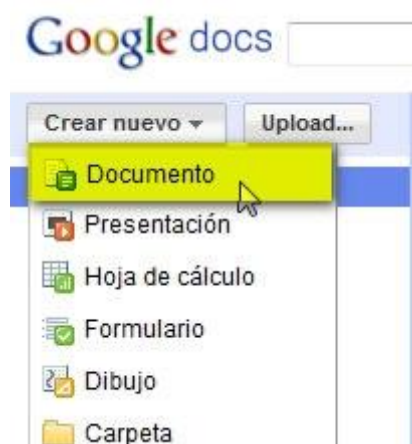 Google docs
Crear nuevo Upload...
Documento
Presentación
Hoja de cálculo
Formulario
Dibujo
Carpeta